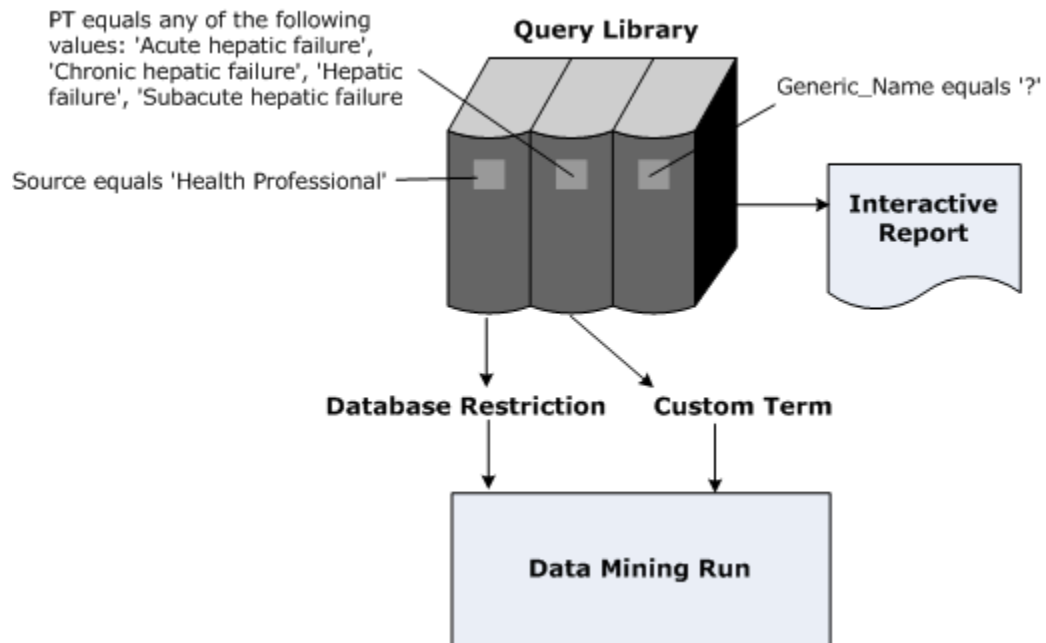 PT equals any of the following
values: 'Acute hepatic failure',
'Chronic hepatic failure', 'Hepatic
failure', 'Subacute hepatic failure
Query Library
Generic_Name equals '?'
Source equals 'Health Professional'
Interactive
Report
Database Restriction
Custom Term
Data Mining Run